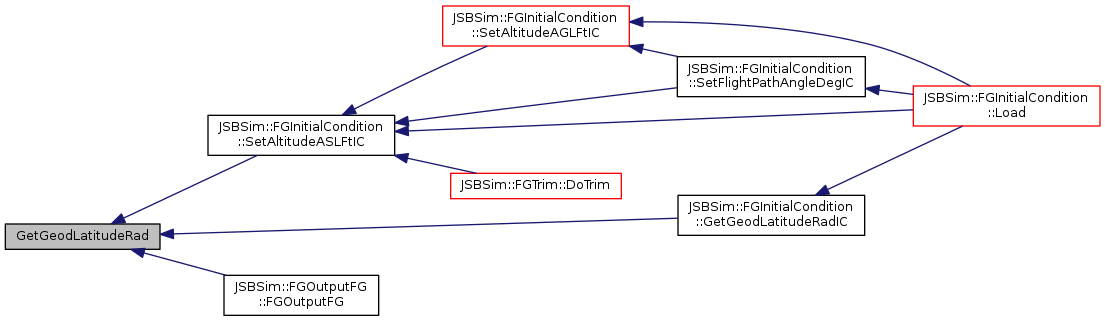 JSBSim::FGInitialCondition
::SetAltitudeAGLFtIC
JSBSim::FGInitialCondition
::SetFlightPathAngleDegIC
JSBSim::FGInitialCondition
::Load
JSBSim::FGInitialCondition
::SetAltitudeASLFtIC
JSBSim::FGTrim::DoTrim
JSBSim::FGInitialCondition
::GetGeodLatitudeRadIC
GetGeodLatitudeRad
JSBSim::FGOutputFG
::FGOutputFG